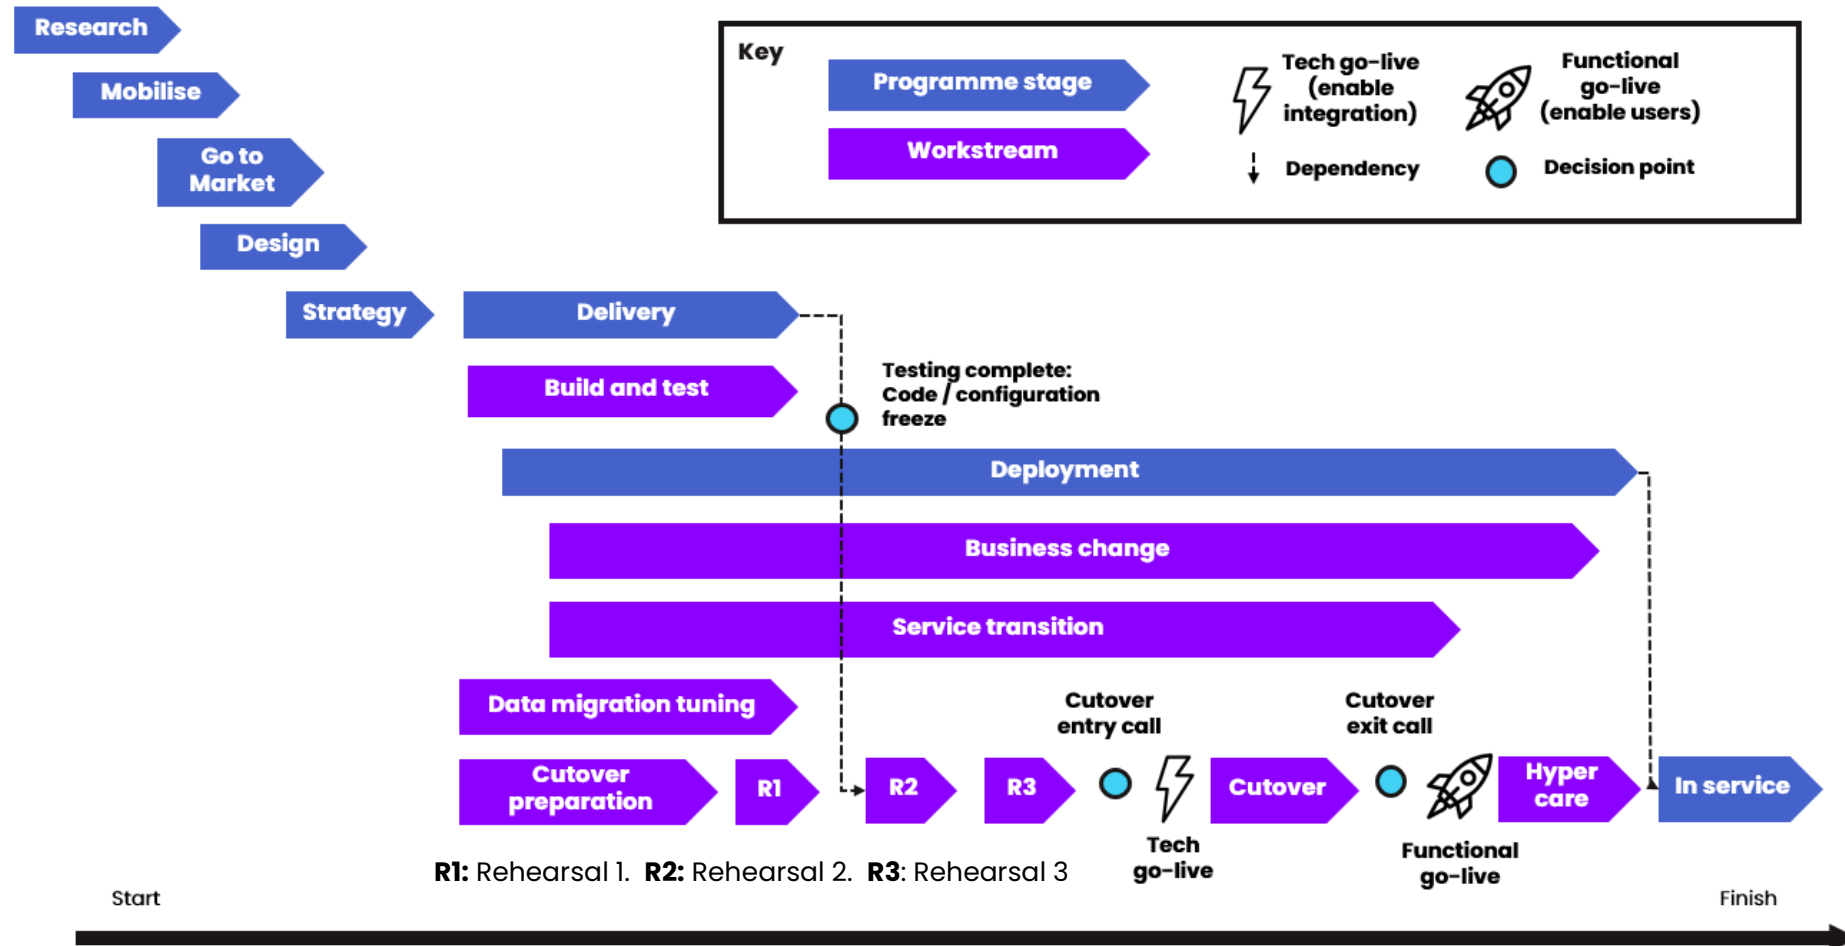 Research
Mobilise
Go to
Market
Design
Strategy
Key
Programme stage
Workstream
Tech go-live
(enable
integration)
Functional
go-live
(enable users)
Dependency
Decision point
Delivery
Build and test
Testing complete:
Code / configuration
freeze
Deployment
Business change
Service transition
Data migration tuning
Cutover
entry call
Cutover
exit call
Cutover
preparation
R1
R2
R3
Cutover
Hyper
care
In service
Tech
go-live
Functional
go-live
R1: Rehearsal 1. R2: Rehearsal 2. R3: Rehearsal 3
Start
Finish